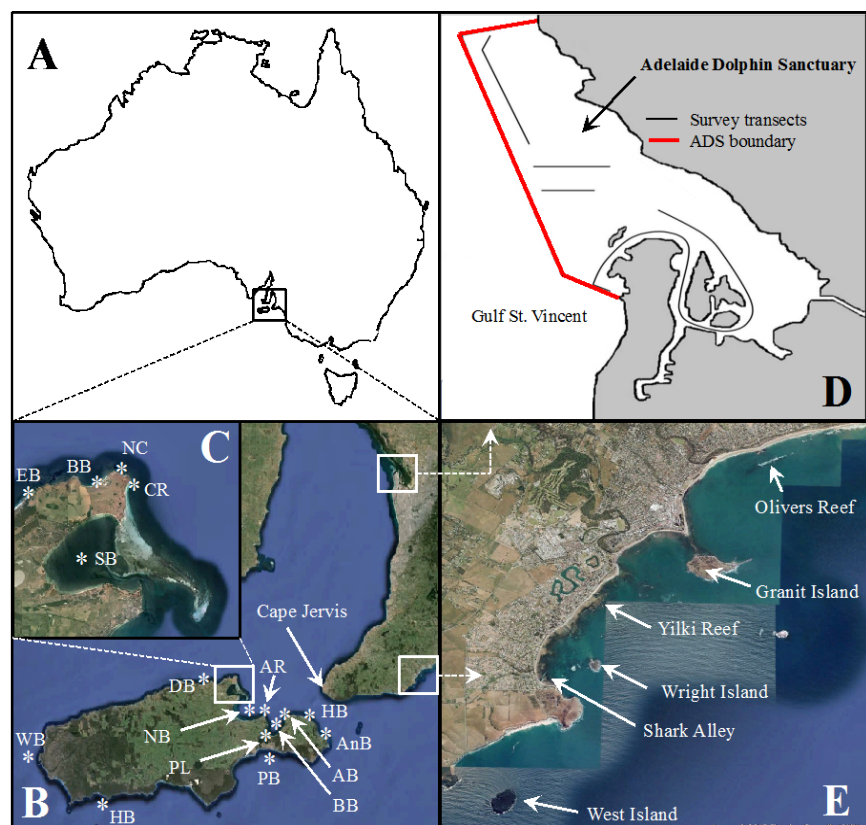 A
D
Adelaide Dolphin Sanctuary
Survey transects
ADS boundary
Gulf St. Vincent
C
NC
BB
EB
CR
SB
B
Cape Jervis
AR
DB
HB
NB
AnB
WB
PL
PB
AB
BB
HB
E
Olivers Reef
Granit Island
Yilki Reef
Wright Island
Shark Alley
West Island